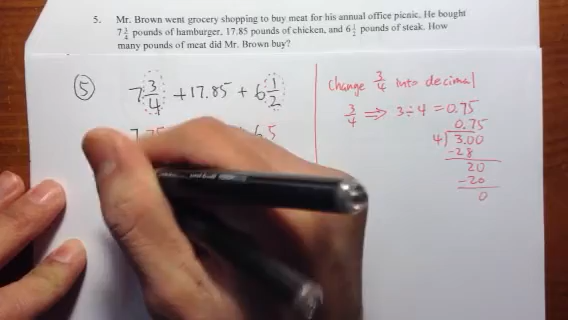 5. Mr. Brown went grocery shopping to buy meat for his annual office picnic. He bought
7 3/4 pounds of hamburger, 17.85 pounds of chicken, and 6 1/2 pounds of steak. How
many pounds of meat did Mr. Brown buy?
5 7 3/4 + 17.85 + 6 1/2
Change 3/4 into decimal
3/4 ⇒ 3 ÷ 4 = 0.75
0.75
4)3.00
-28
20
-20
0